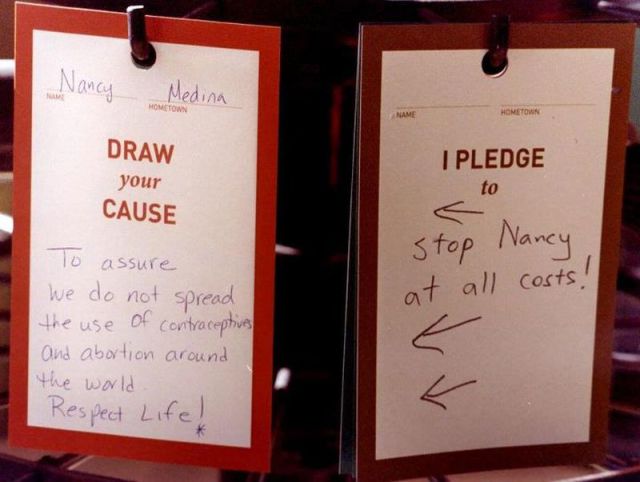 Nancy Medina
NAME HOMETOWN
DRAW
your
CAUSE
To assure
we do not spread
the use of contraceptives
and abortion around
the world.
Respect Life!
*
NAME HOMETOWN
I PLEDGE
to
←
stop Nancy
at all costs!
←
←